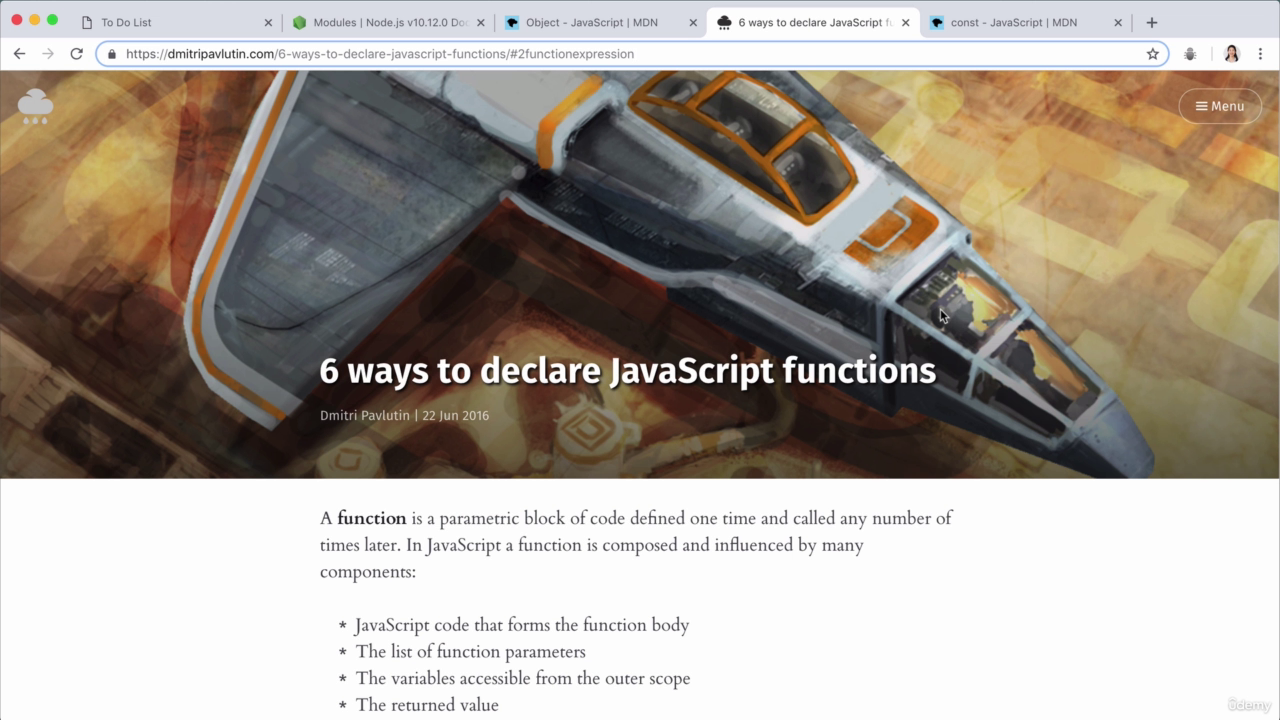 To Do List
Modules | Node.js v10.12.0 Doc
Object - JavaScript | MDN
6 ways to declare JavaScript fu
const - JavaScript | MDN
https://dmitripavlutin.com/6-ways-to-declare-javascript-functions/#2functionexpression
Menu
6 ways to declare JavaScript functions
Dmitri Pavlutin | 22 Jun 2016
A function is a parametric block of code defined one time and called any number of
times later. In JavaScript a function is composed and influenced by many
components:
* JavaScript code that forms the function body
* The list of function parameters
* The variables accessible from the outer scope
* The returned value
ûdemy